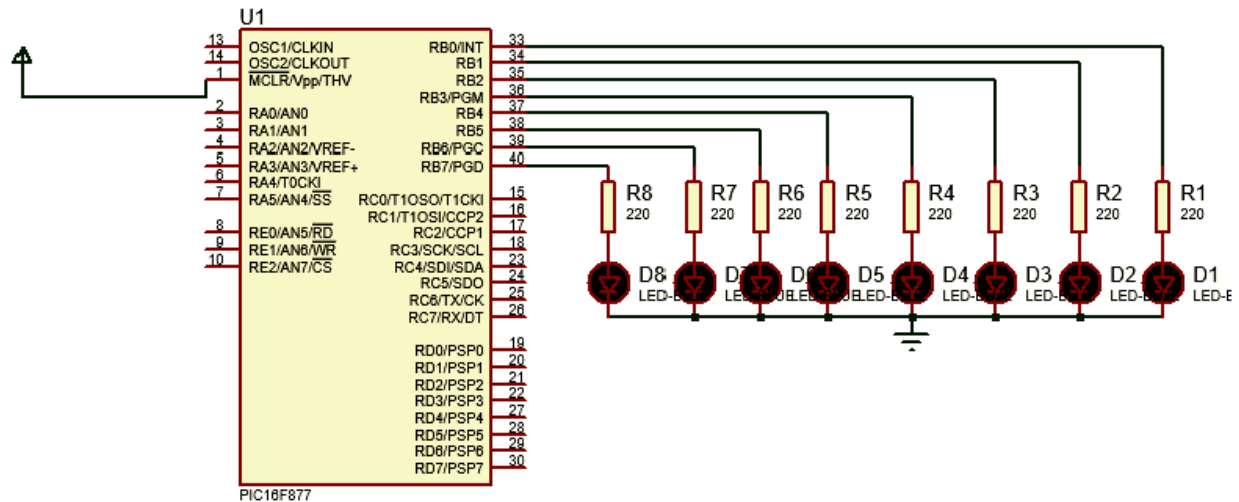 U1
13 OSC1/CLKIN
14 OSC2/CLKOUT
1 MCLR/Vpp/THV
2 RA0/AN0
3 RA1/AN1
4 RA2/AN2/VREF-
5 RA3/AN3/VREF+
6 RA4/T0CKI
7 RA5/AN4/SS
8 RE0/AN5/RD
9 RE1/AN6/WR
10 RE2/AN7/CS
RB0/INT 33
RB1 34
RB2 35
RB3/PGM 36
RB4 37
RB5 38
RB6/PGC 39
RB7/PGD 40
RC0/T1OSO/T1CKI 15
RC1/T1OSI/CCP2 16
RC2/CCP1 17
RC3/SCK/SCL 18
RC4/SDI/SDA 23
RC5/SDO 24
RC6/TX/CK 25
RC7/RX/DT 26
RD0/PSP0 19
RD1/PSP1 20
RD2/PSP2 21
RD3/PSP3 22
RD4/PSP4 27
RD5/PSP5 28
RD6/PSP6 29
RD7/PSP7 30
PIC16F877
R8 R7 R6 R5 R4 R3 R2 R1
220 220 220 220 220 220 220 220
D8 D7 D6 D5 D4 D3 D2 D1